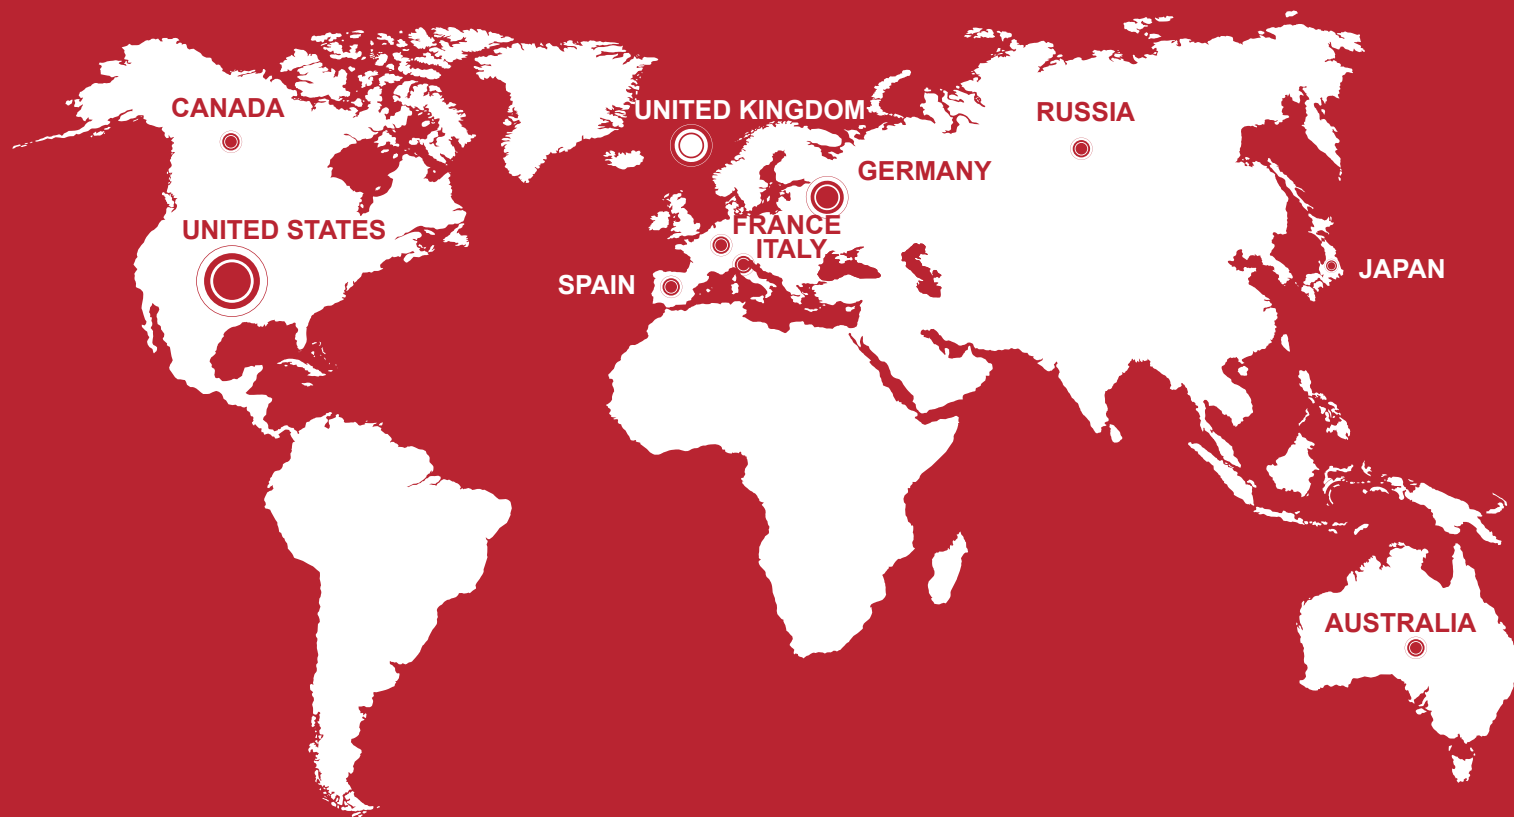 CANADA
UNITED KINGDOM
RUSSIA
GERMANY
UNITED STATES
FRANCE
ITALY
SPAIN
JAPAN
AUSTRALIA